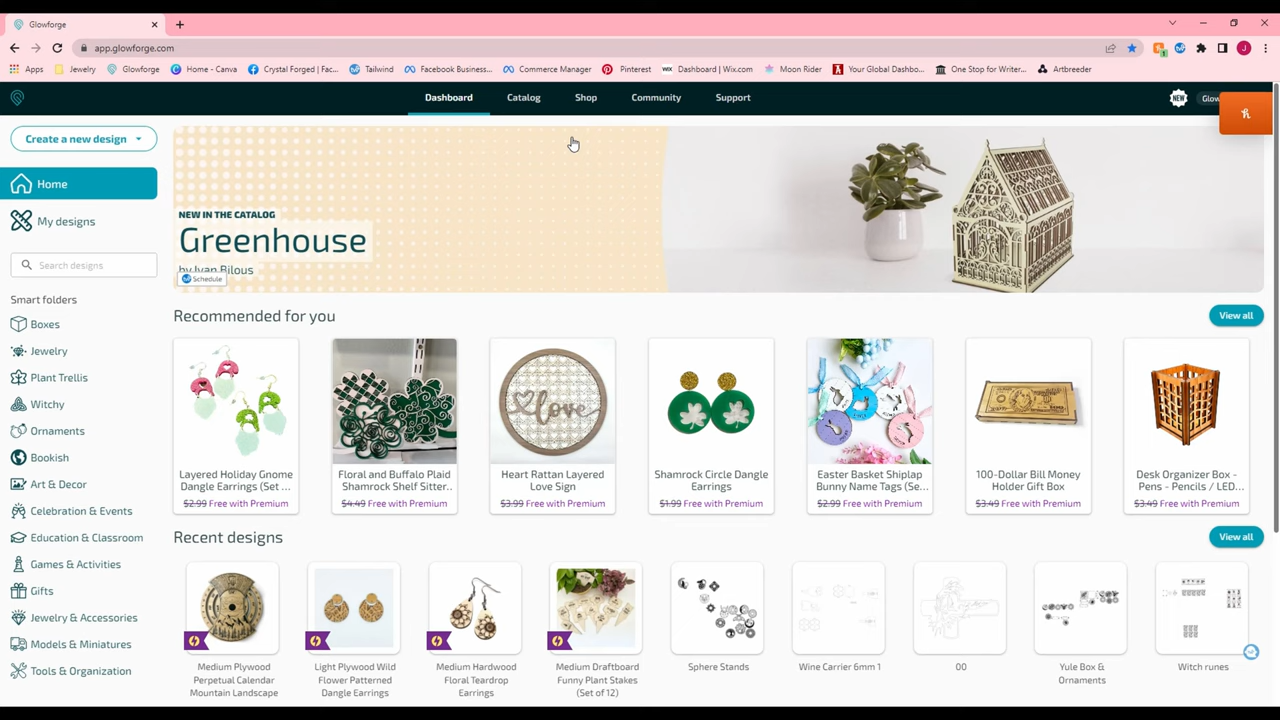 Glowforge
app.glowforge.com
Apps Jewelry Glowforge Home - Canva Crystal Forged | Fac... Tailwind Facebook Business... Commerce Manager Pinterest Dashboard | Wix.com Moon Rider Your Global Dashbo... One Stop for Writer... Artbreeder
Dashboard Catalog Shop Community Support
NEW Glow
Create a new design
Home
My designs
Search designs
Smart folders
Boxes
Jewelry
Plant Trellis
Witchy
Ornaments
Bookish
Art & Decor
Celebration & Events
Education & Classroom
Games & Activities
Gifts
Jewelry & Accessories
Models & Miniatures
Tools & Organization
NEW IN THE CATALOG
Greenhouse
by Ivan Bilous
Schedule
Recommended for you
View all
Layered Holiday Gnome
Dangle Earrings (Set ...
$2.99 Free with Premium
Floral and Buffalo Plaid
Shamrock Shelf Sitter...
$4.49 Free with Premium
love
Heart Rattan Layered
Love Sign
$3.99 Free with Premium
Shamrock Circle Dangle
Earrings
$1.99 Free with Premium
Easter Basket Shiplap
Bunny Name Tags (Se...
$2.99 Free with Premium
100-Dollar Bill Money
Holder Gift Box
$3.49 Free with Premium
Desk Organizer Box -
Pens - Pencils / LED...
$3.49 Free with Premium
Recent designs
View all
Medium Plywood
Perpetual Calendar
Mountain Landscape
Light Plywood Wild
Flower Patterned
Dangle Earrings
Medium Hardwood
Floral Teardrop
Earrings
Medium Draftboard
Funny Plant Stakes
(Set of 12)
Sphere Stands
Wine Carrier 6mm 1
00
Yule Box &
Ornaments
Witch runes